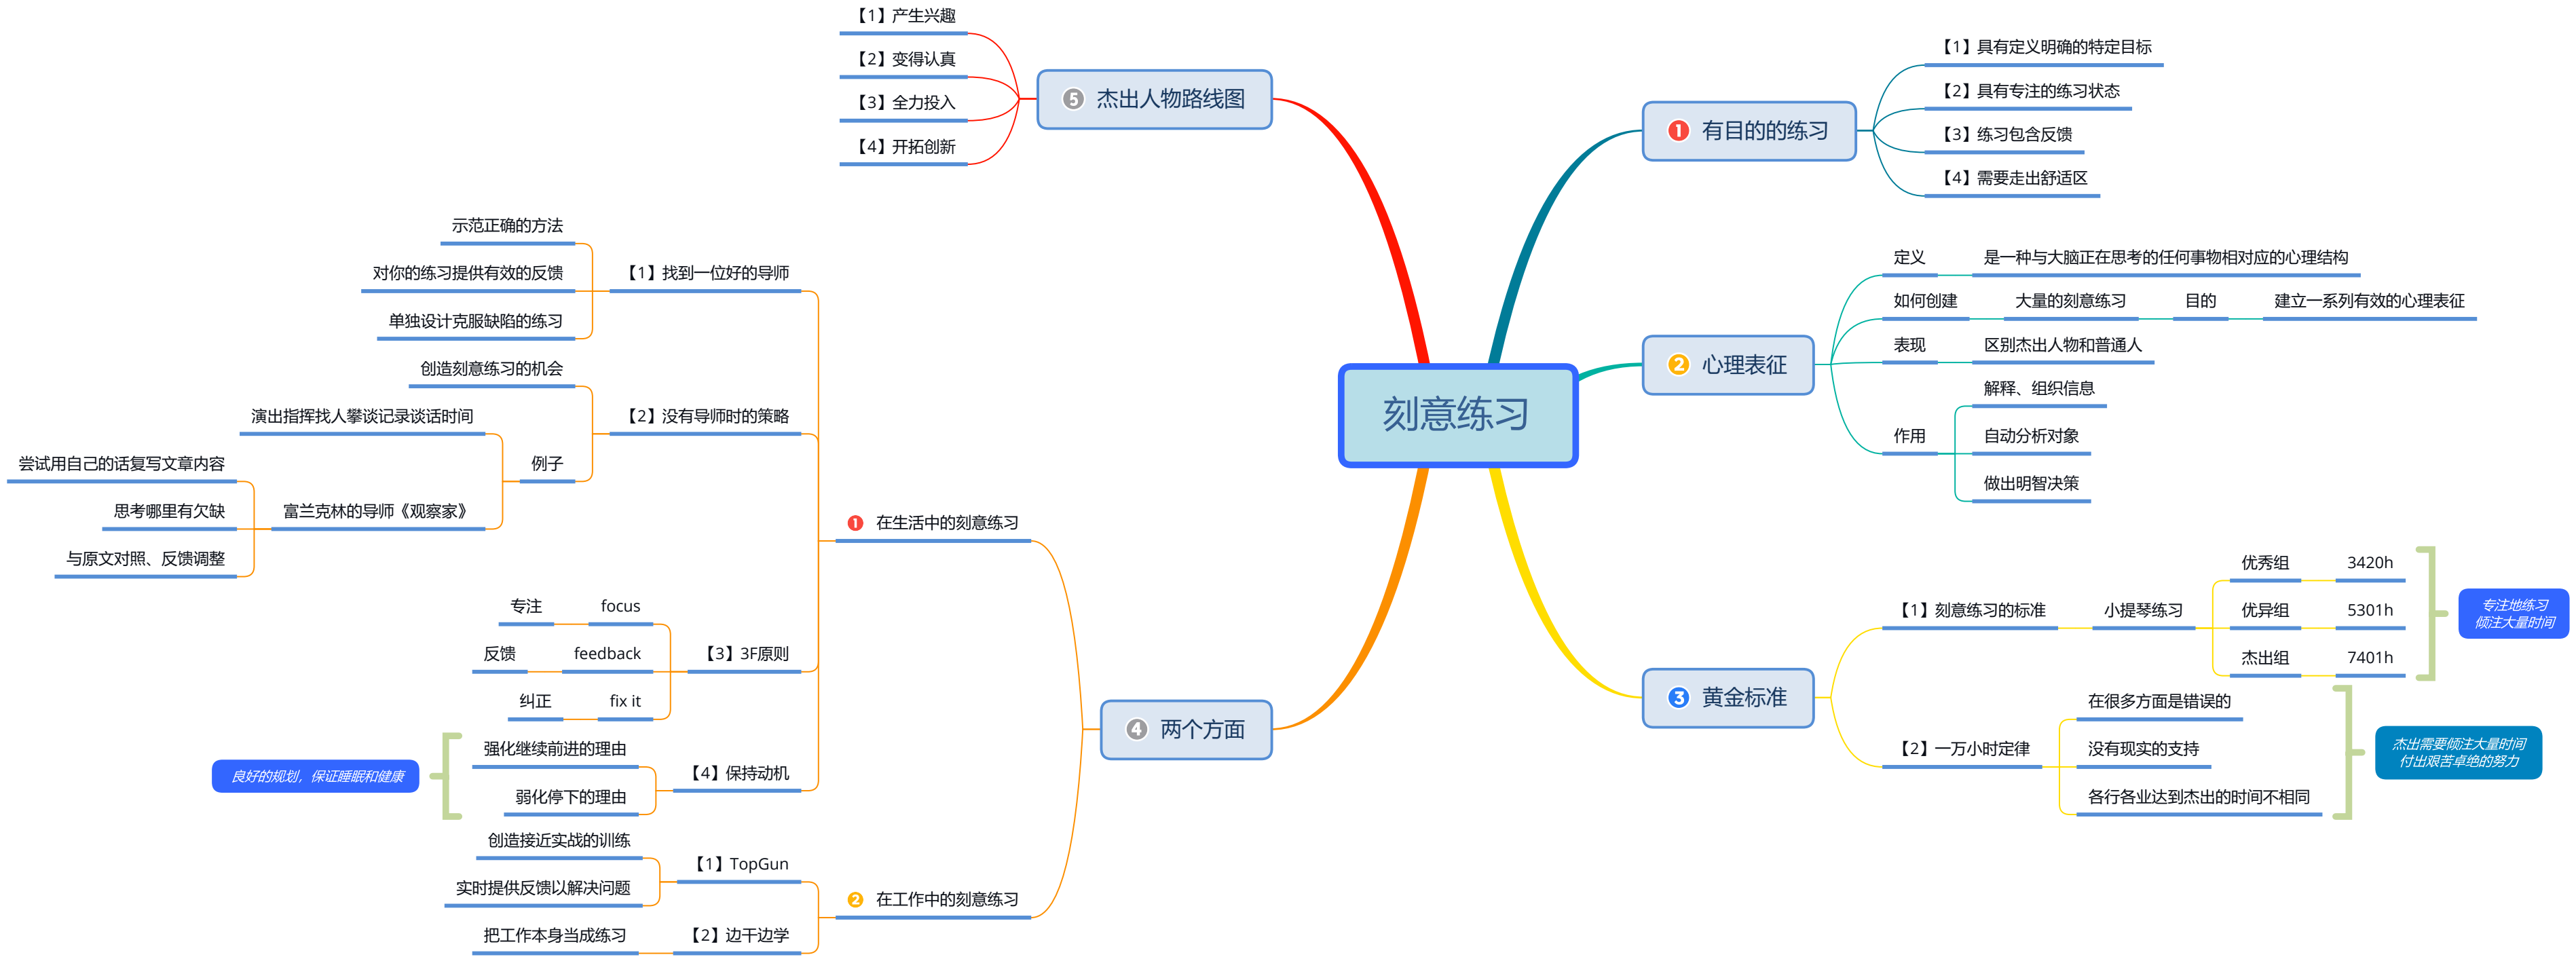 刻意练习
1 有目的的练习
【1】具有定义明确的特定目标
【2】具有专注的练习状态
【3】练习包含反馈
【4】需要走出舒适区
2 心理表征
定义
是一种与大脑正在思考的任何事物相对应的心理结构
如何创建
大量的刻意练习
目的
建立一系列有效的心理表征
表现
区别杰出人物和普通人
作用
解释、组织信息
自动分析对象
做出明智决策
3 黄金标准
【1】刻意练习的标准
小提琴练习
优秀组
3420h
优异组
5301h
杰出组
7401h
专注地练习
倾注大量时间
【2】一万小时定律
在很多方面是错误的
没有现实的支持
各行各业达到杰出的时间不相同
杰出需要倾注大量时间
付出艰苦卓绝的努力
4 两个方面
1 在生活中的刻意练习
【1】找到一位好的导师
示范正确的方法
对你的练习提供有效的反馈
单独设计克服缺陷的练习
【2】没有导师时的策略
创造刻意练习的机会
例子
演出指挥找人攀谈记录谈话时间
富兰克林的导师《观察家》
尝试用自己的话复写文章内容
思考哪里有欠缺
与原文对照、反馈调整
【3】3F原则
focus
专注
feedback
反馈
fix it
纠正
【4】保持动机
强化继续前进的理由
弱化停下的理由
良好的规划，保证睡眠和健康
2 在工作中的刻意练习
【1】TopGun
创造接近实战的训练
实时提供反馈以解决问题
【2】边干边学
把工作本身当成练习
5 杰出人物路线图
【1】产生兴趣
【2】变得认真
【3】全力投入
【4】开拓创新